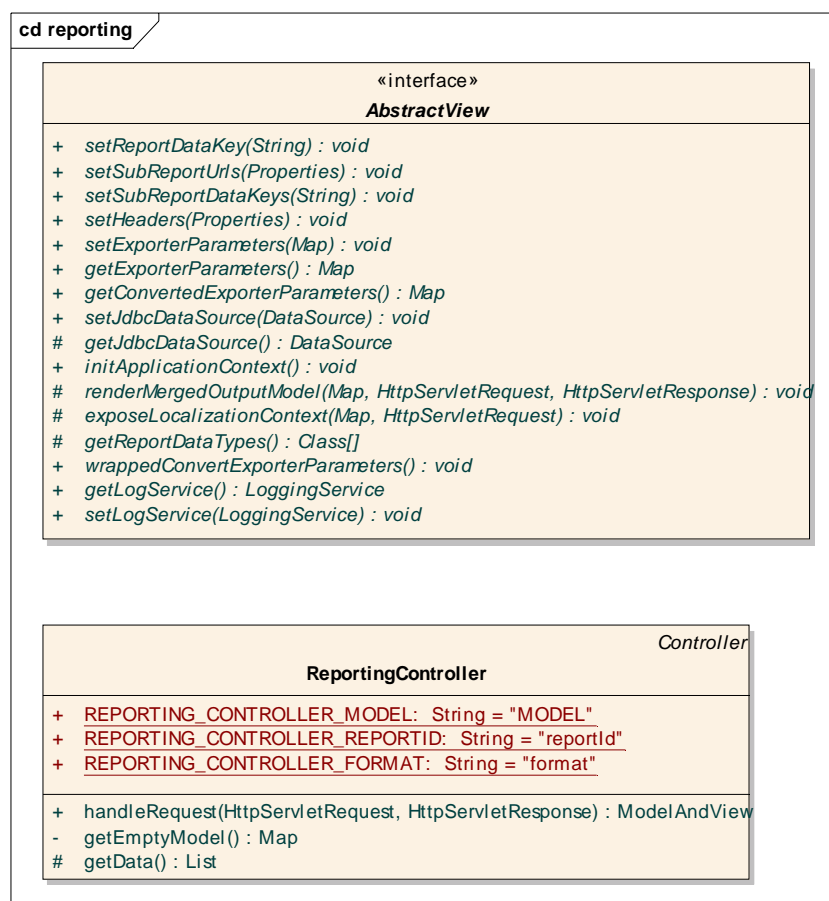 cd reporting
«interface»
AbstractView
+ setReportDataKey(String) : void
+ setSubReportUrls(Properties) : void
+ setSubReportDataKeys(String) : void
+ setHeaders(Properties) : void
+ setExporterParameters(Map) : void
+ getExporterParameters() : Map
+ getConvertedExporterParameters() : Map
+ setJdbcDataSource(DataSource) : void
# getJdbcDataSource() : DataSource
+ initApplicationContext() : void
# renderMergedOutputModel(Map, HttpServletRequest, HttpServletResponse) : void
# exposeLocalizationContext(Map, HttpServletRequest) : void
# getReportDataTypes() : Class[]
+ wrappedConvertExporterParameters() : void
+ getLogService() : LoggingService
+ setLogService(LoggingService) : void
Controller
ReportingController
+ REPORTING_CONTROLLER_MODEL: String = "MODEL"
+ REPORTING_CONTROLLER_REPORTID: String = "reportId"
+ REPORTING_CONTROLLER_FORMAT: String = "format"
+ handleRequest(HttpServletRequest, HttpServletResponse) : ModelAndView
- getEmptyModel() : Map
# getData() : List